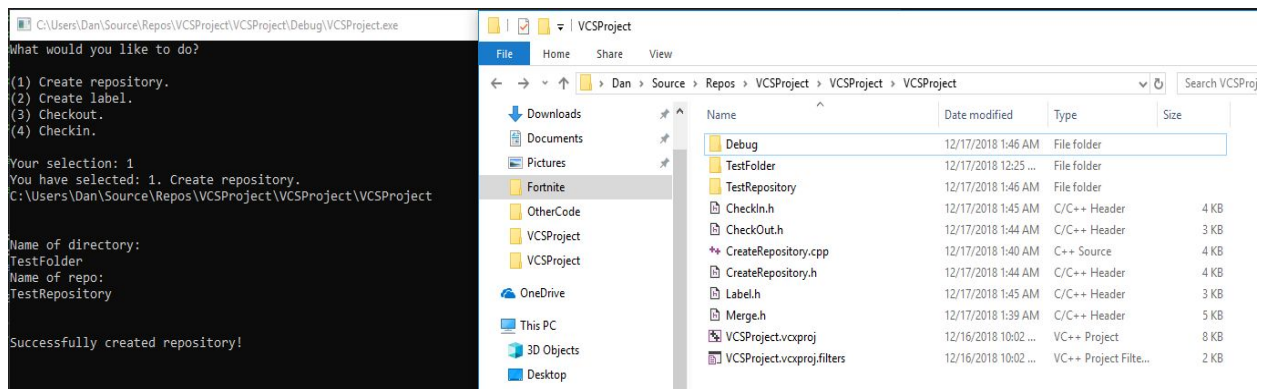 C:\Users\Dan\Source\Repos\VCSProject\VCSProject\Debug\VCSProject.exe
What would you like to do?
(1) Create repository.
(2) Create label.
(3) Checkout.
(4) Checkin.
Your selection: 1
You have selected: 1. Create repository.
C:\Users\Dan\Source\Repos\VCSProject\VCSProject\VCSProject
Name of directory:
TestFolder
Name of repo:
TestRepository
Successfully created repository!
VCSProject
File Home Share View
Dan > Source > Repos > VCSProject > VCSProject > VCSProject
Search VCSProj
Downloads
Documents
Pictures
Fortnite
OtherCode
VCSProject
VCSProject
OneDrive
This PC
3D Objects
Desktop
Name Date modified Type Size
Debug 12/17/2018 1:46 AM File folder
TestFolder 12/17/2018 12:25 ... File folder
TestRepository 12/17/2018 1:46 AM File folder
CheckIn.h 12/17/2018 1:45 AM C/C++ Header 4 KB
CheckOut.h 12/17/2018 1:44 AM C/C++ Header 3 KB
CreateRepository.cpp 12/17/2018 1:40 AM C++ Source 4 KB
CreateRepository.h 12/17/2018 1:44 AM C/C++ Header 4 KB
Label.h 12/17/2018 1:45 AM C/C++ Header 3 KB
Merge.h 12/17/2018 1:39 AM C/C++ Header 5 KB
VCSProject.vcxproj 12/16/2018 10:02 ... VC++ Project 8 KB
VCSProject.vcxproj.filters 12/16/2018 10:02 ... VC++ Project Filte... 2 KB